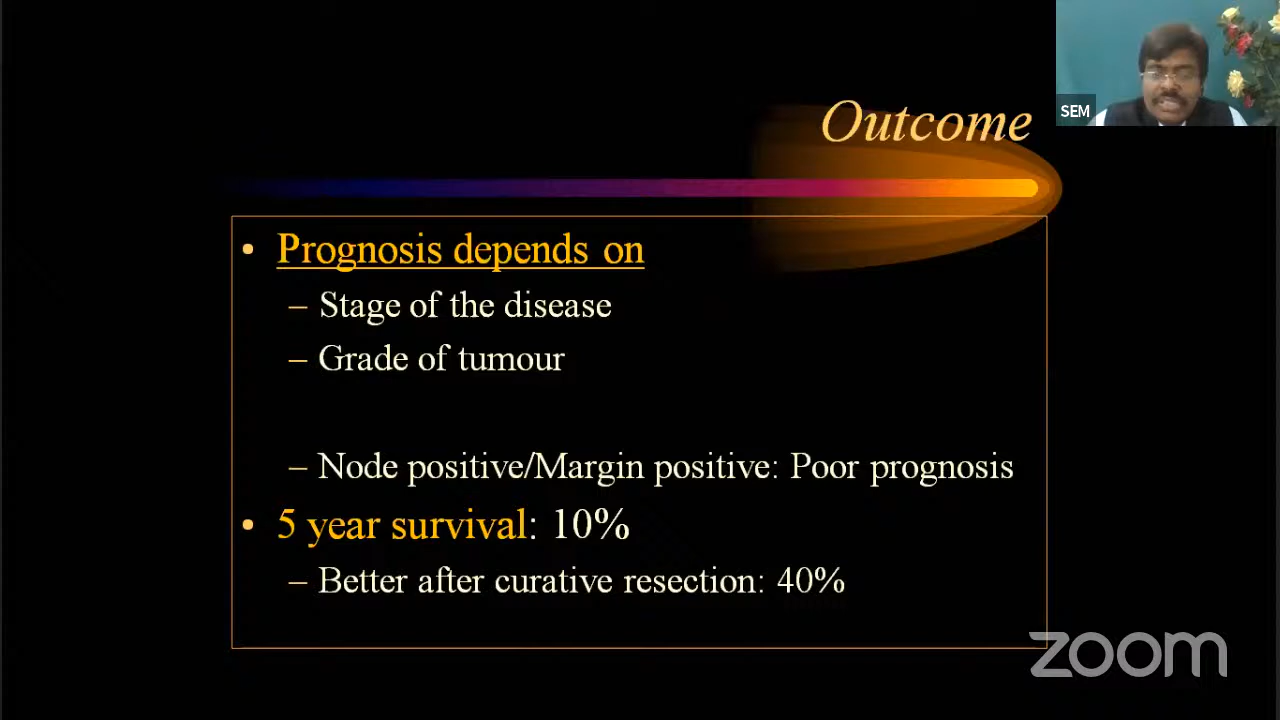 SEM
Outcome
• Prognosis depends on
– Stage of the disease
– Grade of tumour
– Node positive/Margin positive: Poor prognosis
• 5 year survival: 10%
– Better after curative resection: 40%
zoom